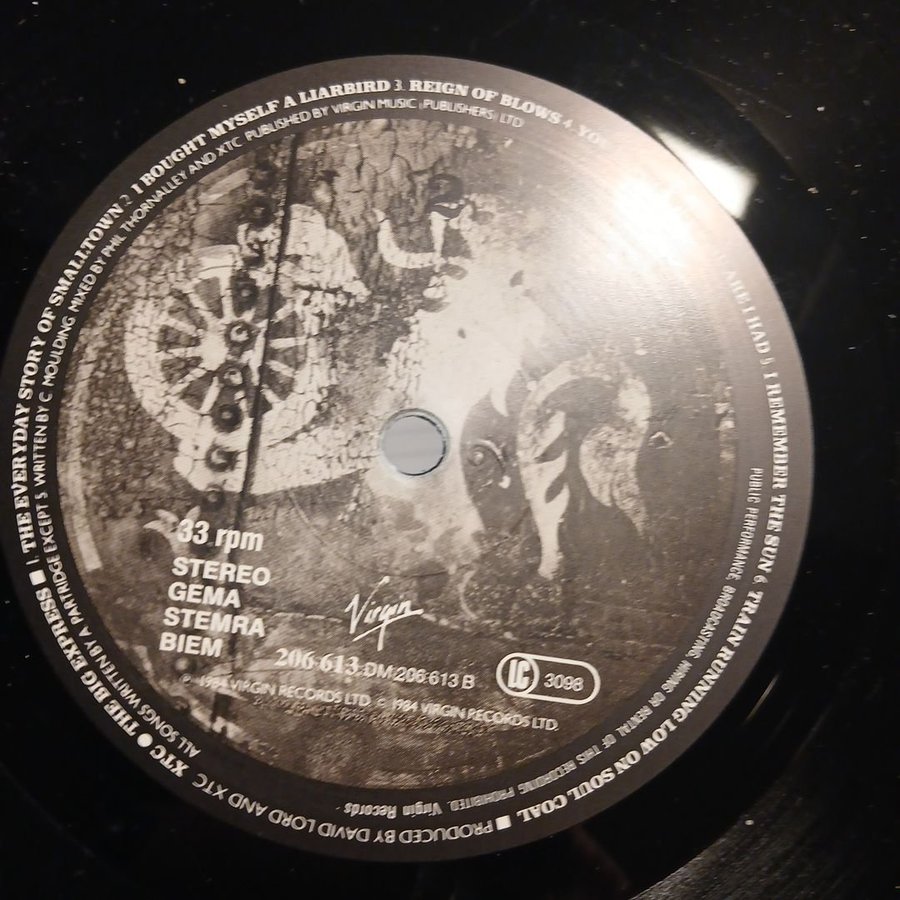 XTC ● THE BIG EXPRESS ■ 1. THE EVERYDAY STORY OF SMALLTOWN 2. I BOUGHT MYSELF A LIARBIRD 3. REIGN OF BLOWS 4. YOU I HAD 5. I REMEMBER THE SUN 6. TRAIN RUNNING LOW ON SOUL COAL ■ PRODUCED BY DAVID LORD AND XTC
ALL SONGS WRITTEN BY A PARTRIDGE EXCEPT 5 WRITTEN BY C MOULDING MIXED BY PHIL THORNALLEY AND XTC PUBLISHED BY VIRGIN MUSIC (PUBLISHERS) LTD
PUBLIC PERFORMANCE, BROADCASTING, HIRING OR RENTAL OF THIS RECORDING PROHIBITED. Virgin Records
33 rpm
STEREO
GEMA
STEMRA
BIEM
Virgin
206 613 DM 206 613 B
LC 3098
℗ 1984 VIRGIN RECORDS LTD. © 1984 VIRGIN RECORDS LTD.